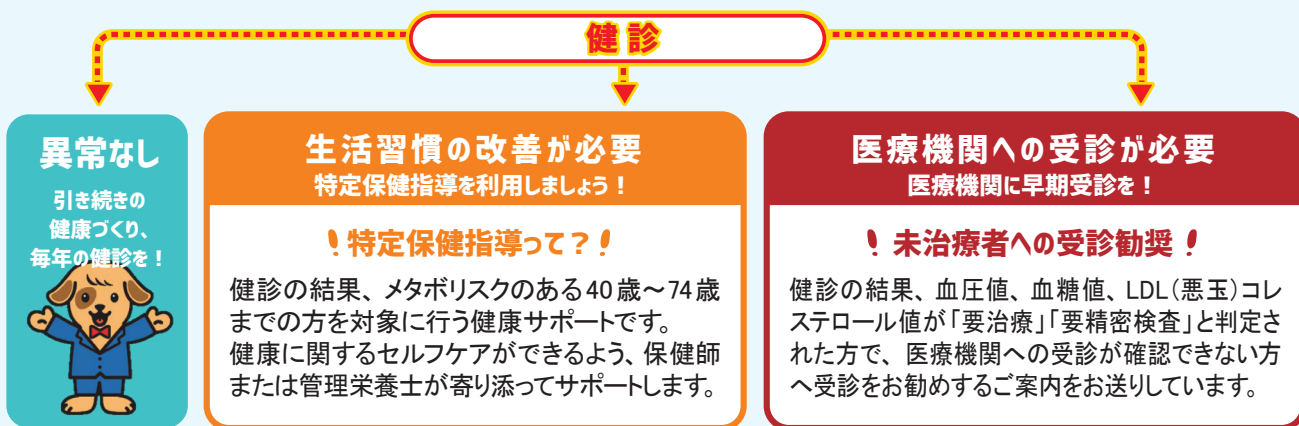 健診
異常なし
引き続きの
健康づくり、
毎年の健診を！
生活習慣の改善が必要
特定保健指導を利用しましょう！
特定保健指導って？！
健診の結果、メタボリスクのある40歳～74歳
までの方を対象に行う健康サポートです。
健康に関するセルフケアができるよう、保健師
または管理栄養士が寄り添ってサポートします。
医療機関への受診が必要
医療機関に早期受診を！
！未治療者への受診勧奨！
健診の結果、血圧値、血糖値、LDL（悪玉）コレ
ステロール値が「要治療」「要精密検査」と判定さ
れた方で、医療機関への受診が確認できない方
へ受診をお勧めするご案内をお送りしています。